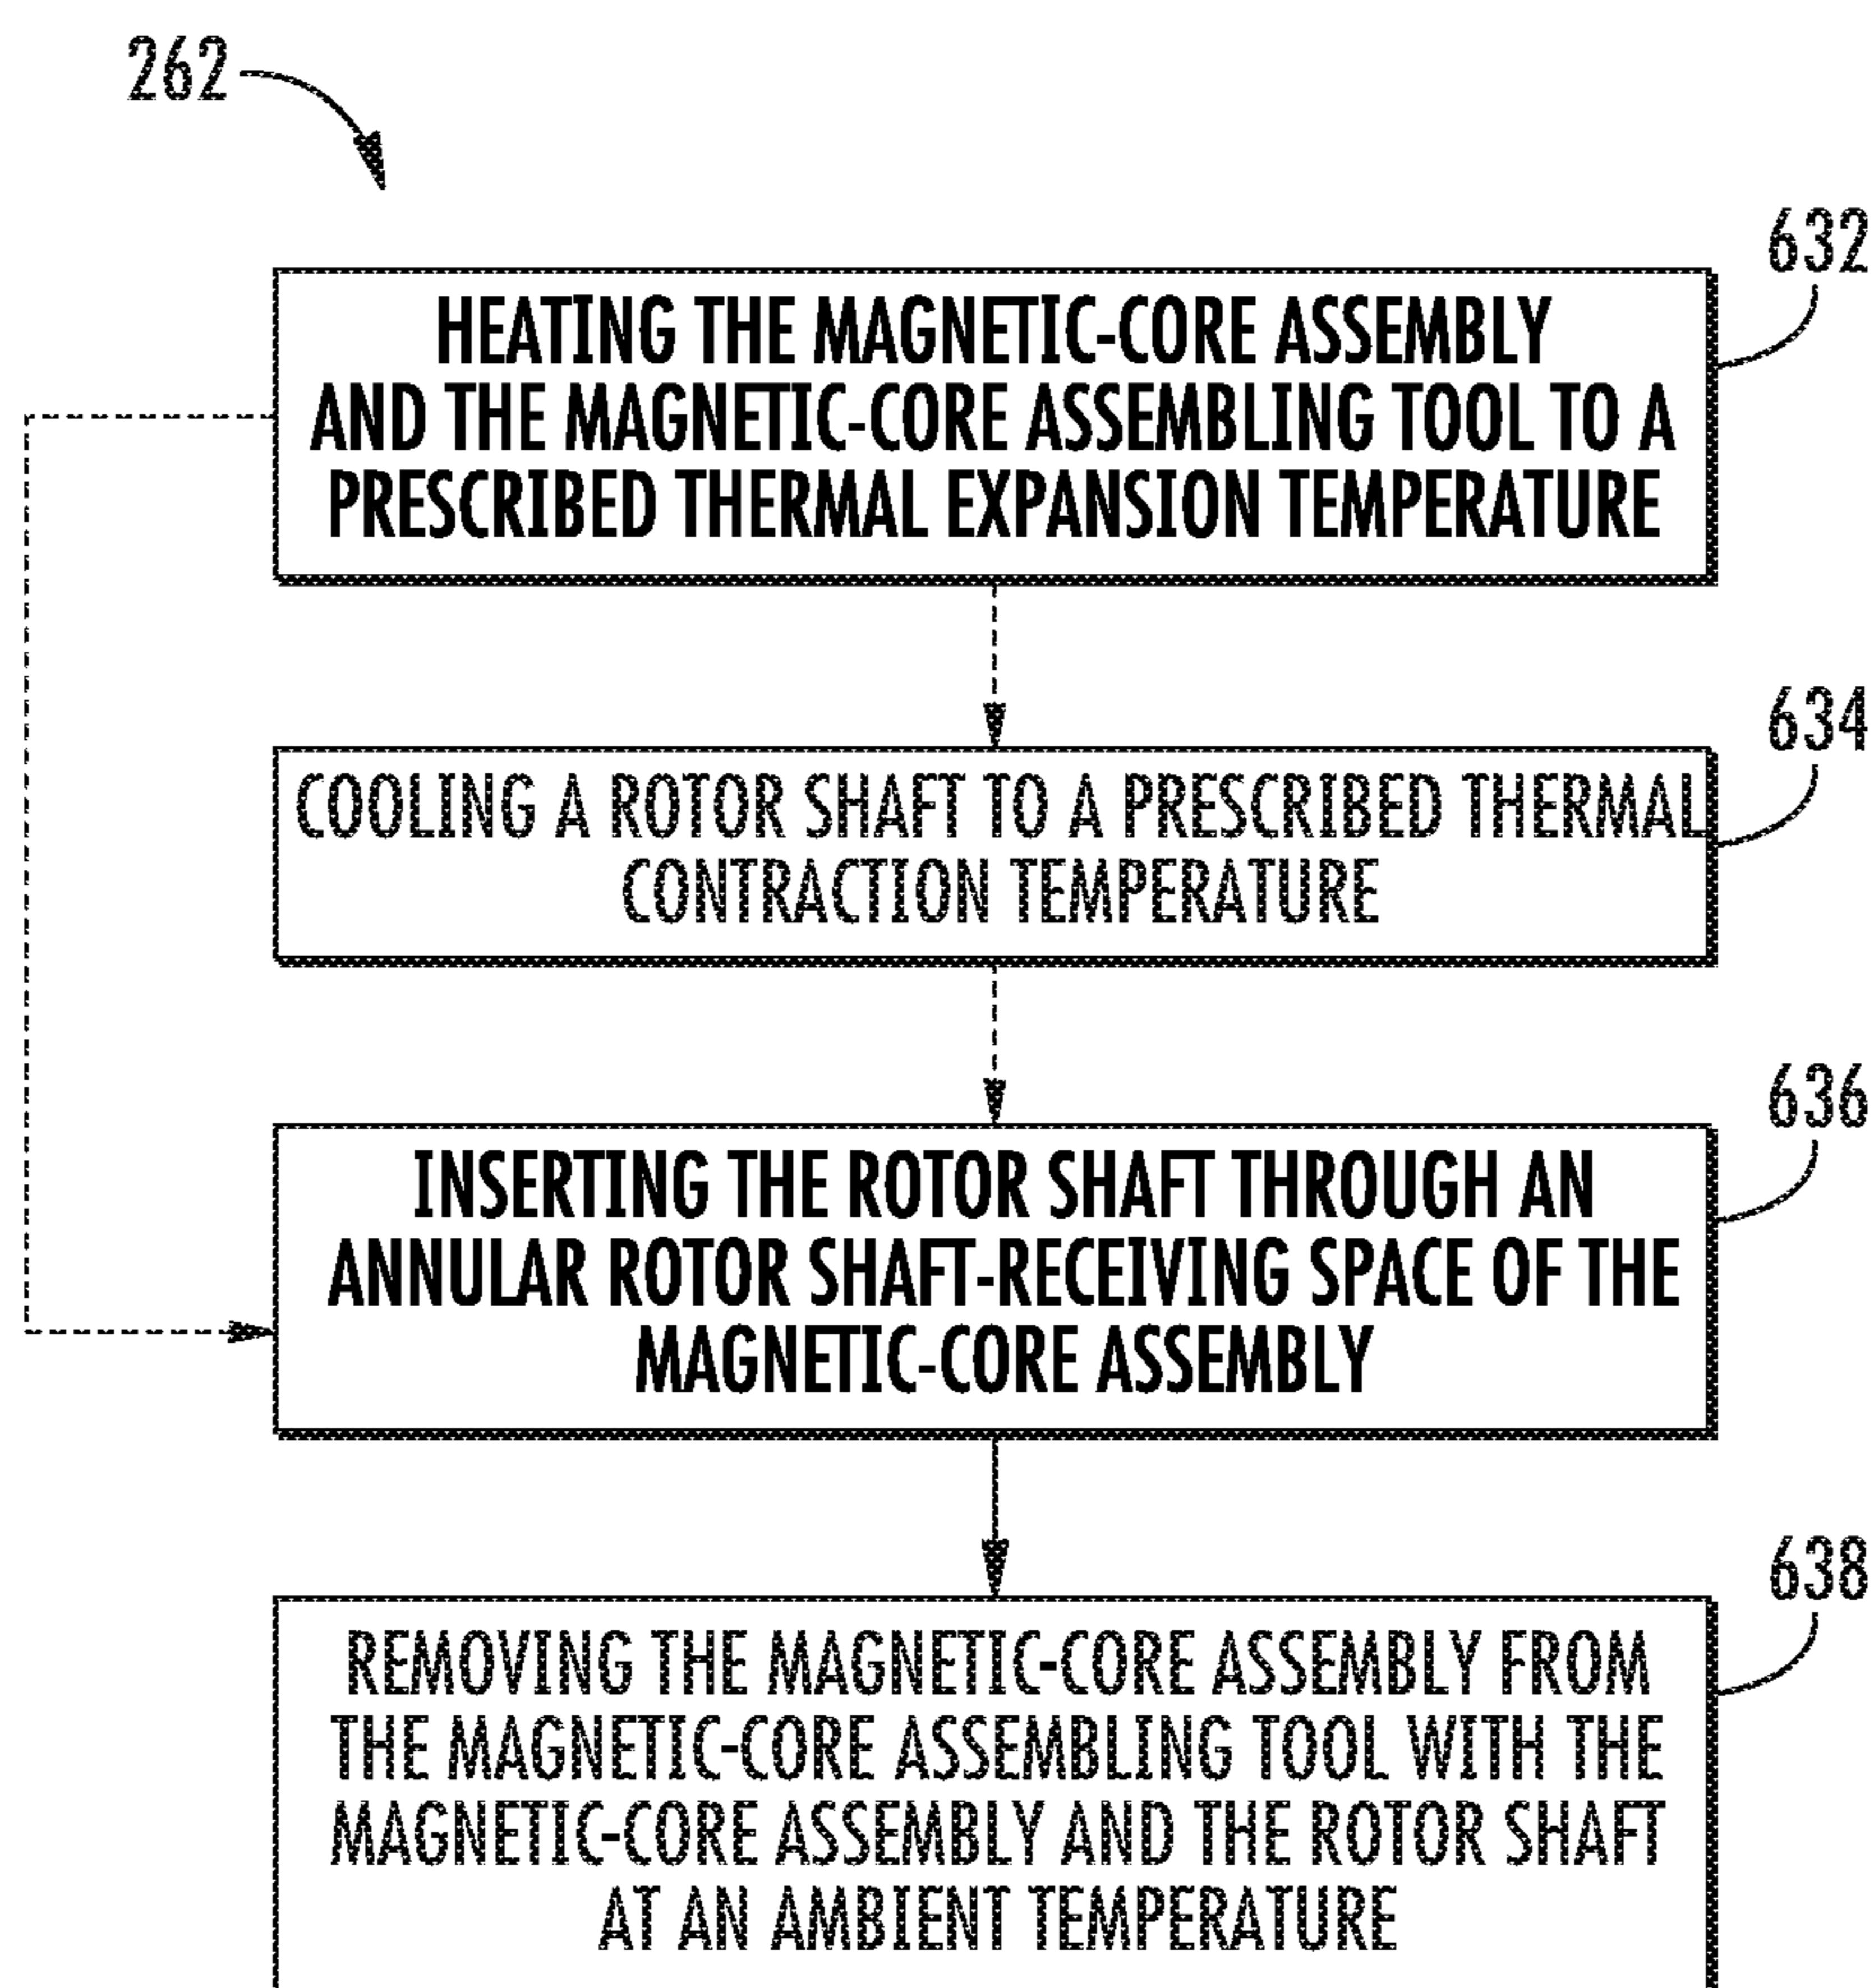 262
632
HEATING THE MAGNETIC-CORE ASSEMBLY
AND THE MAGNETIC-CORE ASSEMBLING TOOL TO A
PRESCRIBED THERMAL EXPANSION TEMPERATURE
634
COOLING A ROTOR SHAFT TO A PRESCRIBED THERMAL
CONTRACTION TEMPERATURE
636
INSERTING THE ROTOR SHAFT THROUGH AN
ANNULAR ROTOR SHAFT-RECEIVING SPACE OF THE
MAGNETIC-CORE ASSEMBLY
638
REMOVING THE MAGNETIC-CORE ASSEMBLY FROM
THE MAGNETIC-CORE ASSEMBLING TOOL WITH THE
MAGNETIC-CORE ASSEMBLY AND THE ROTOR SHAFT
AT AN AMBIENT TEMPERATURE